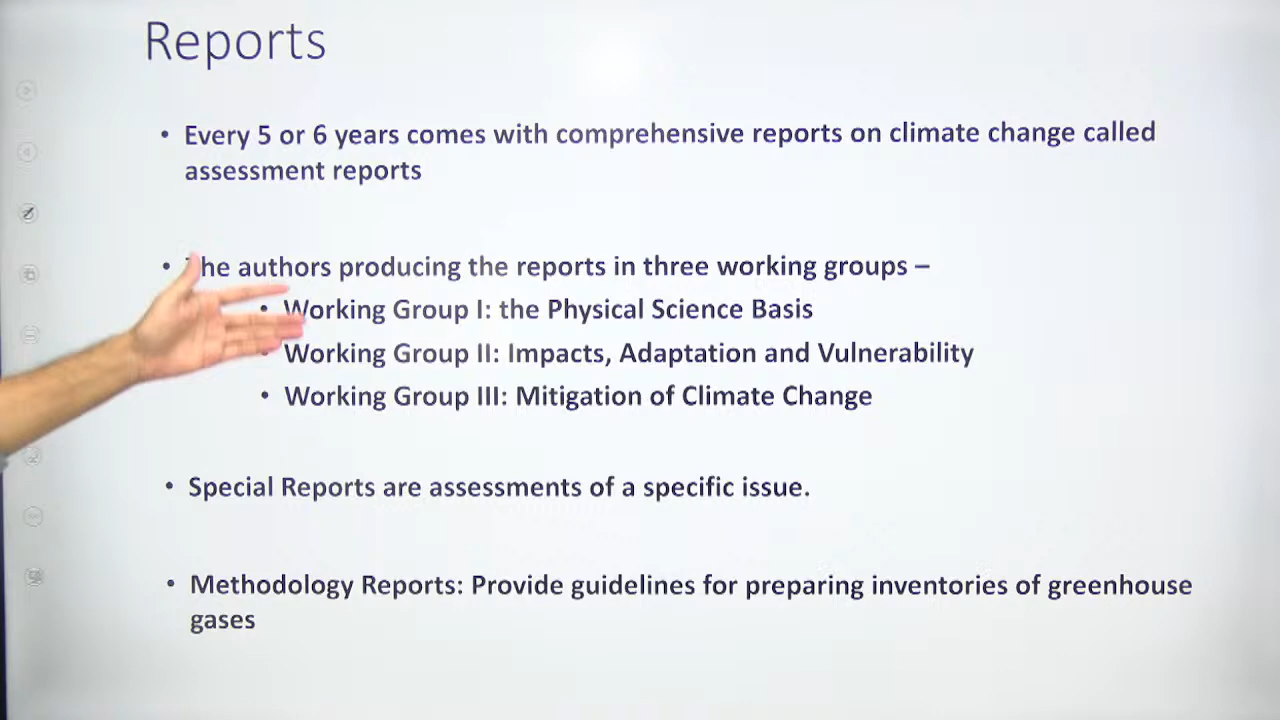 Reports
• Every 5 or 6 years comes with comprehensive reports on climate change called
assessment reports
• The authors producing the reports in three working groups –
• Working Group I: the Physical Science Basis
• Working Group II: Impacts, Adaptation and Vulnerability
• Working Group III: Mitigation of Climate Change
• Special Reports are assessments of a specific issue.
• Methodology Reports: Provide guidelines for preparing inventories of greenhouse
gases